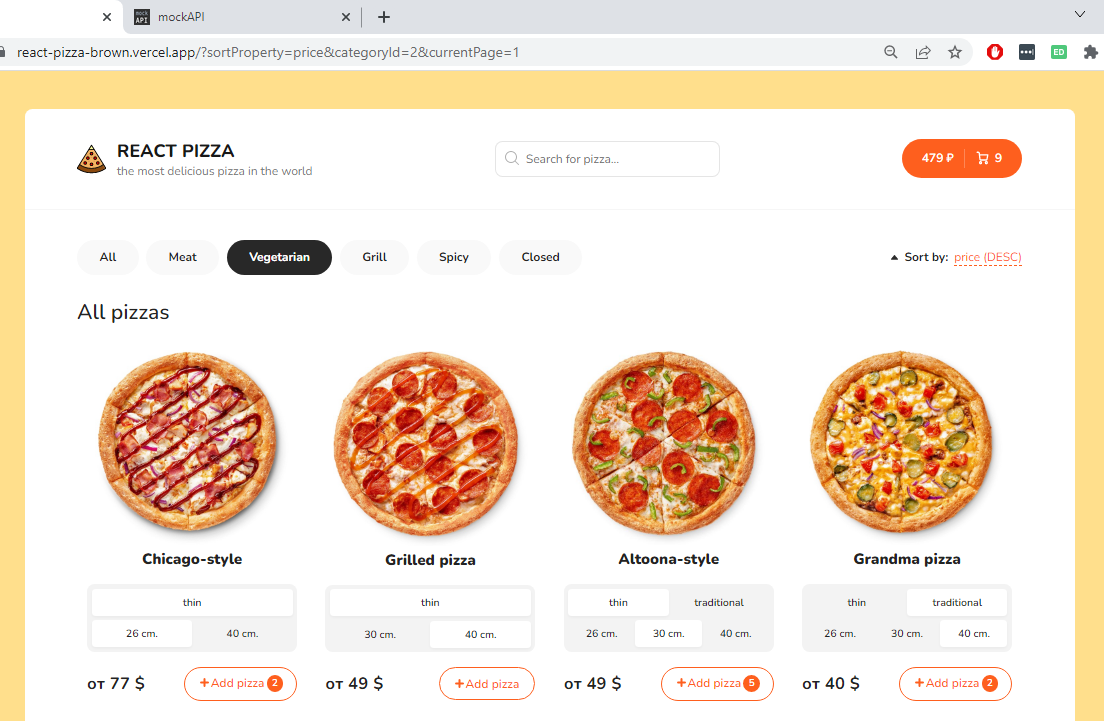 mock
API
mockAPI
react-pizza-brown.vercel.app/?sortProperty=price&categoryId=2&currentPage=1
ED
REACT PIZZA
the most delicious pizza in the world
Search for pizza...
479 ₽ 9
All Meat Vegetarian Grill Spicy Closed
Sort by: price (DESC)
All pizzas
Chicago-style Grilled pizza Altoona-style Grandma pizza
thin thin thin traditional thin traditional
26 cm. 40 cm. 30 cm. 40 cm. 26 cm. 30 cm. 40 cm. 26 cm. 30 cm. 40 cm.
от 77 $ +Add pizza 2 от 49 $ +Add pizza от 49 $ +Add pizza 5 от 40 $ +Add pizza 2